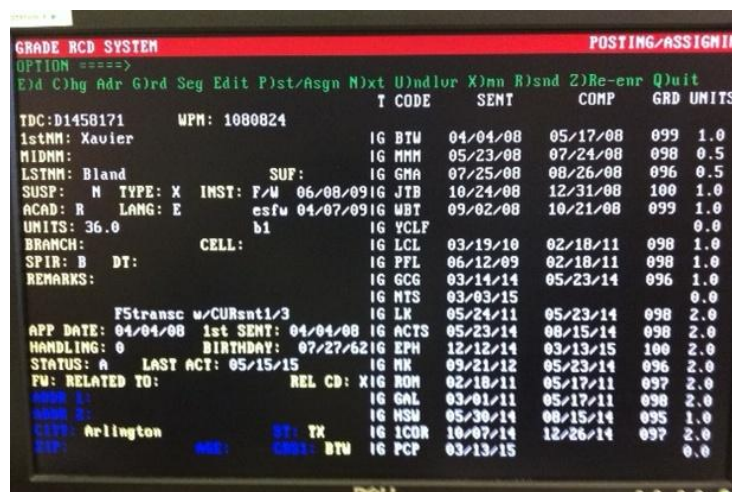 GRADE RCD SYSTEM POSTING/ASSIGNI
OPTION =====>
E)d C)hg Adr G)rd Seg Edit P)st/Asgn N)xt U)ndlvr X)mn R)snd Z)Re-enr Q)uit
T CODE SENT COMP GRD UNITS
TDC:D1458171 WPM: 1080824
1stNM: Xavier IG BTW 04/04/08 05/17/08 099 1.0
MIDNM: IG MMM 05/23/08 07/24/08 098 0.5
LSTNM: Bland SUF: IG GMA 07/25/08 08/26/08 096 0.5
SUSP: N TYPE: X INST: F/W 06/08/09IG JTB 10/24/08 12/31/08 100 1.0
ACAD: R LANG: E esfw 04/07/09IG WBT 09/02/08 10/21/08 099 1.0
UNITS: 36.0 b1 IG YCLF 0.0
BRANCH: CELL: IG LCL 03/19/10 02/18/11 098 1.0
SPIR: B DT: IG PFL 06/12/09 02/18/11 098 1.0
REMARKS: IG GCG 03/14/14 05/23/14 096 1.0
IG NTS 03/03/15 0.0
F5transc w/CURsnt1/3 IG LK 05/24/11 05/23/14 098 2.0
APP DATE: 04/04/08 1st SENT: 04/04/08 IG ACTS 05/23/14 08/15/14 098 2.0
HANDLING: 0 BIRTHDAY: 07/27/62IG EPH 12/12/14 03/13/15 100 2.0
STATUS: A LAST ACT: 05/15/15 IG MK 09/21/12 05/23/14 096 2.0
FW: RELATED TO: REL CD: XIG ROM 02/18/11 05/17/11 097 2.0
ADDR 1: IG GAL 03/01/11 05/17/11 098 2.0
ADDR 2: IG HSW 05/30/14 08/15/14 095 1.0
CITY: Arlington ST: TX IG 1COR 10/07/14 12/26/14 097 2.0
ZIP: AGE: CRS1: BTW IG PCP 03/13/15 0.0